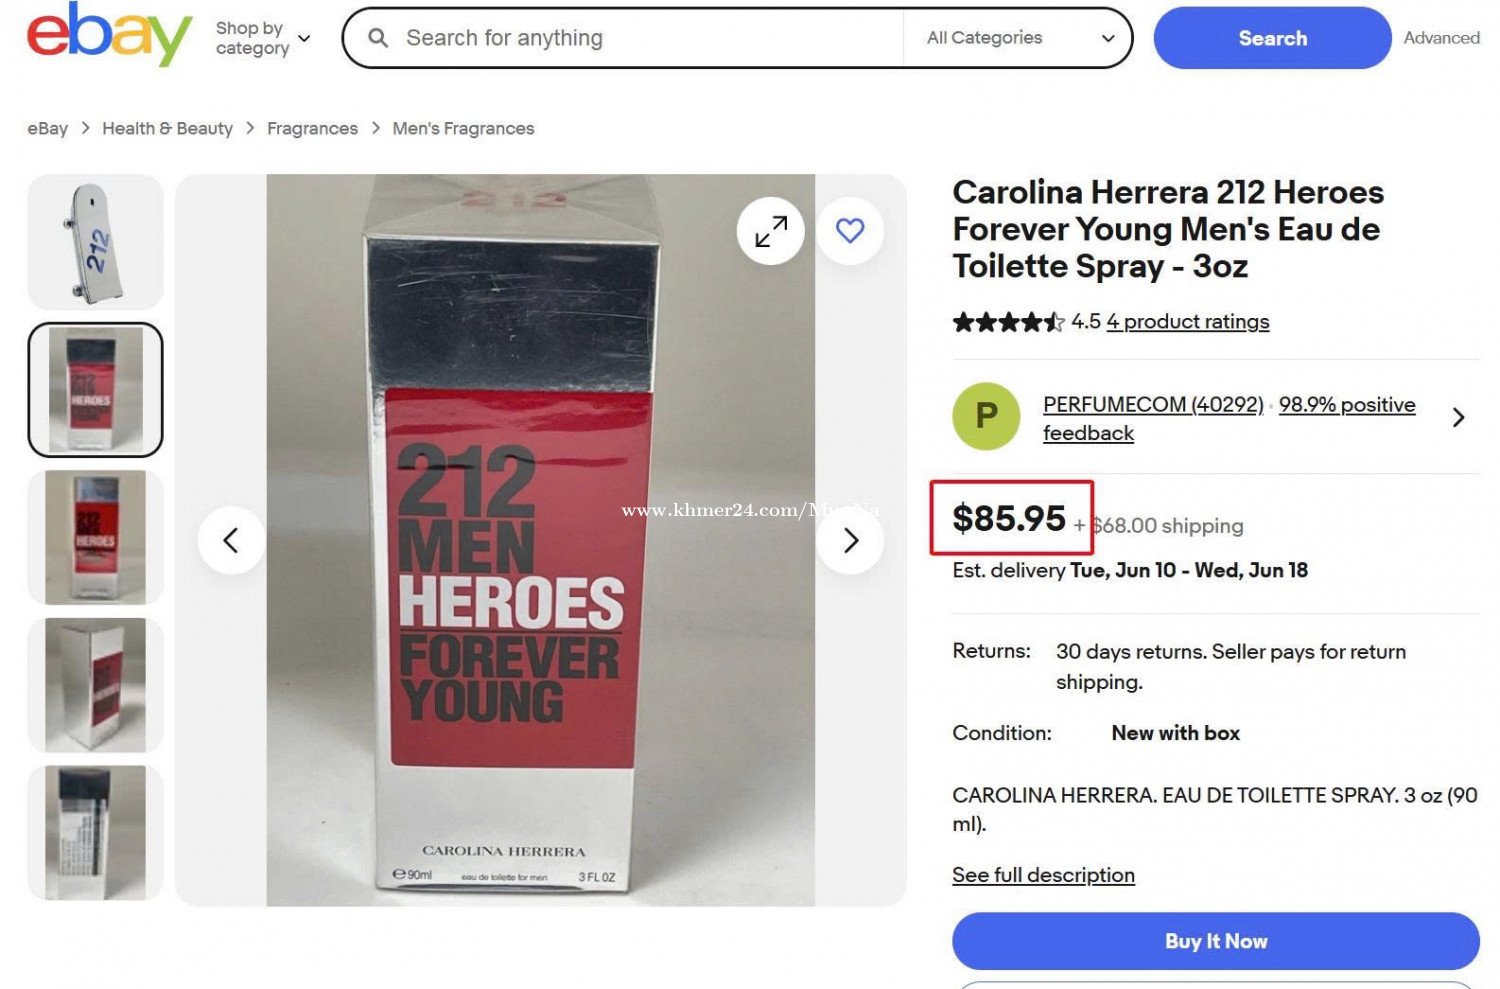 ebay
Shop by
category
Search for anything
All Categories
Search
Advanced
eBay > Health & Beauty > Fragrances > Men's Fragrances
212
212
MEN
HEROES
FOREVER
YOUNG
CAROLINA HERRERA
℮90ml eau de toilette for men 3 FL OZ
www.khmer24.com/
Carolina Herrera 212 Heroes
Forever Young Men's Eau de
Toilette Spray - 3oz
4.5 4 product ratings
P
PERFUMECOM (40292) · 98.9% positive
feedback
$85.95 + $68.00 shipping
Est. delivery Tue, Jun 10 - Wed, Jun 18
Returns: 30 days returns. Seller pays for return
shipping.
Condition: New with box
CAROLINA HERRERA. EAU DE TOILETTE SPRAY. 3 oz (90
ml).
See full description
Buy It Now